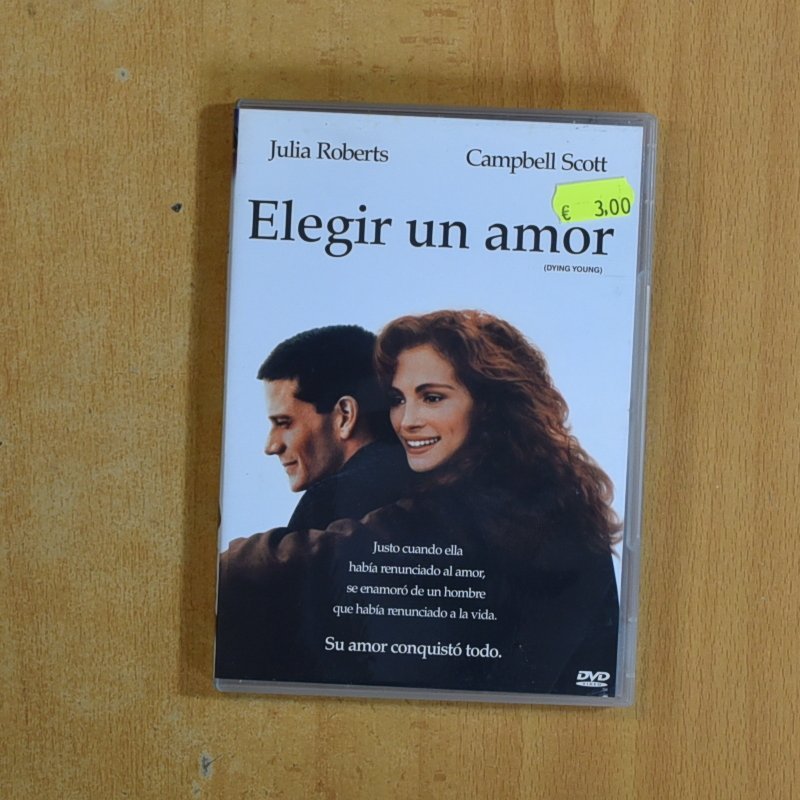 Julia Roberts
Campbell Scott
€ 3,00
Elegir un amor
(DYING YOUNG)
Justo cuando ella
había renunciado al amor,
se enamoró de un hombre
que había renunciado a la vida.
Su amor conquistó todo.
DVD
VIDEO